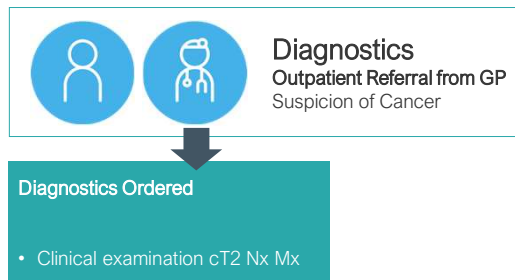 Diagnostics
Outpatient Referral from GP
Suspicion of Cancer
Diagnostics Ordered
• Clinical examination cT2 Nx Mx